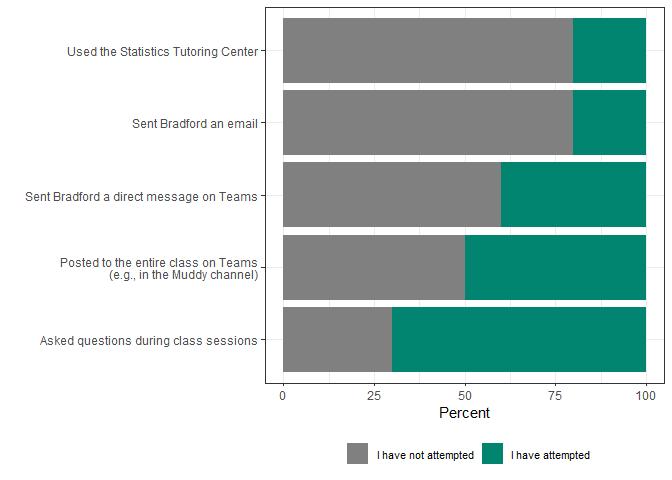 Used the Statistics Tutoring Center
Sent Bradford an email
Sent Bradford a direct message on Teams
Posted to the entire class on Teams
(e.g., in the Muddy channel)
Asked questions during class sessions
0 25 50 75 100
Percent
I have not attempted I have attempted